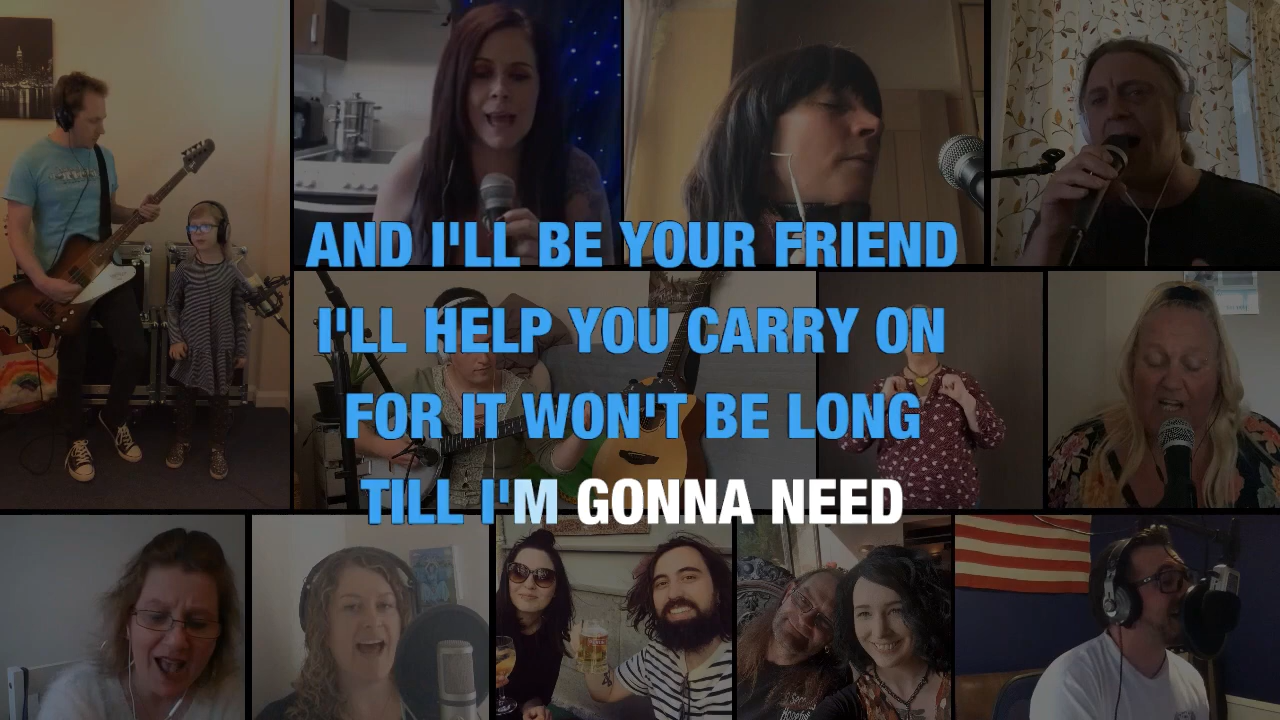 AND I'LL BE YOUR FRIEND
I'LL HELP YOU CARRY ON
FOR IT WON'T BE LONG
TILL I'M GONNA NEED